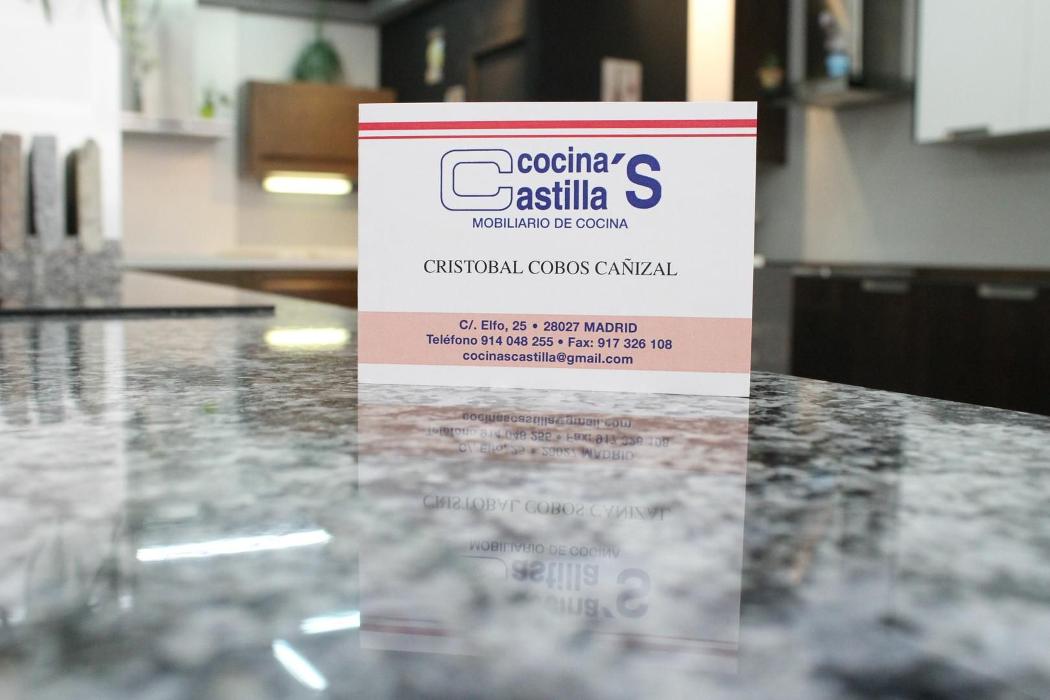 cocina´S
Castilla
MOBILIARIO DE COCINA
CRISTOBAL COBOS CAÑIZAL
C/. Elfo, 25 • 28027 MADRID
Teléfono 914 048 255 • Fax: 917 326 108
cocinascastilla@gmail.com